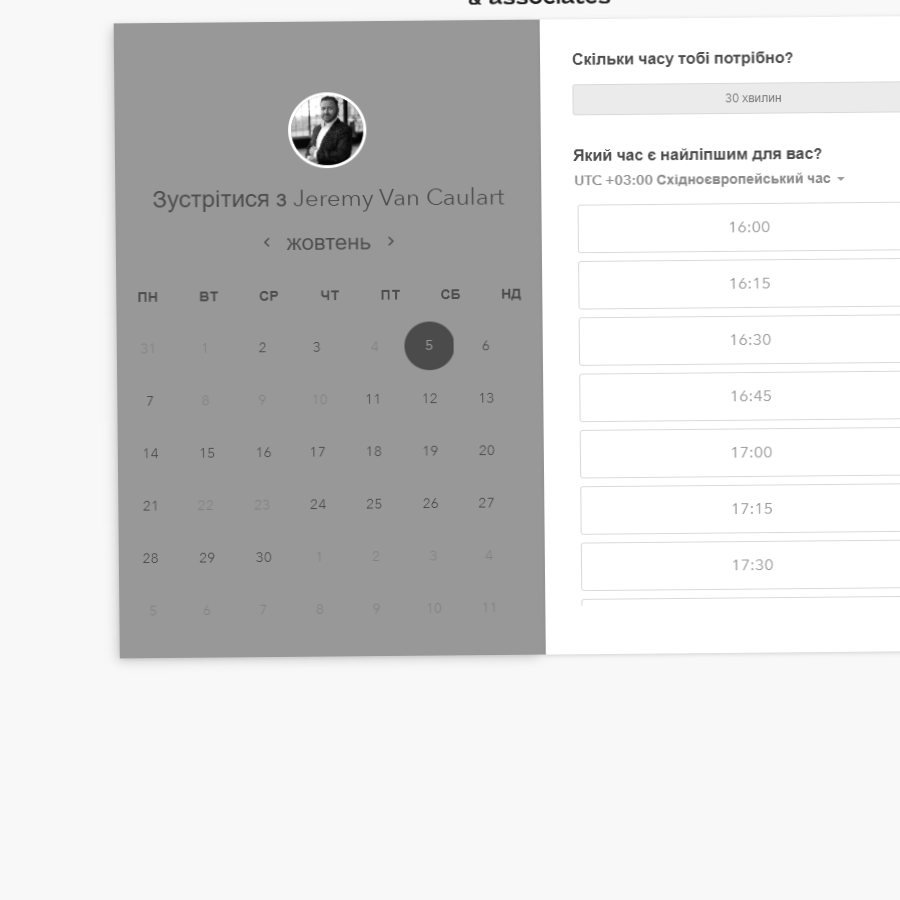 & associates
Зустрітися з Jeremy Van Caulart
жовтень
ПН ВТ СР ЧТ ПТ СБ НД
31 1 2 3 4 5 6
7 8 9 10 11 12 13
14 15 16 17 18 19 20
21 22 23 24 25 26 27
28 29 30 1 2 3 4
5 6 7 8 9 10 11
Скільки часу тобі потрібно?
30 хвилин
Який час є найліпшим для вас?
UTC +03:00 Східноєвропейський час
16:00
16:15
16:30
16:45
17:00
17:15
17:30